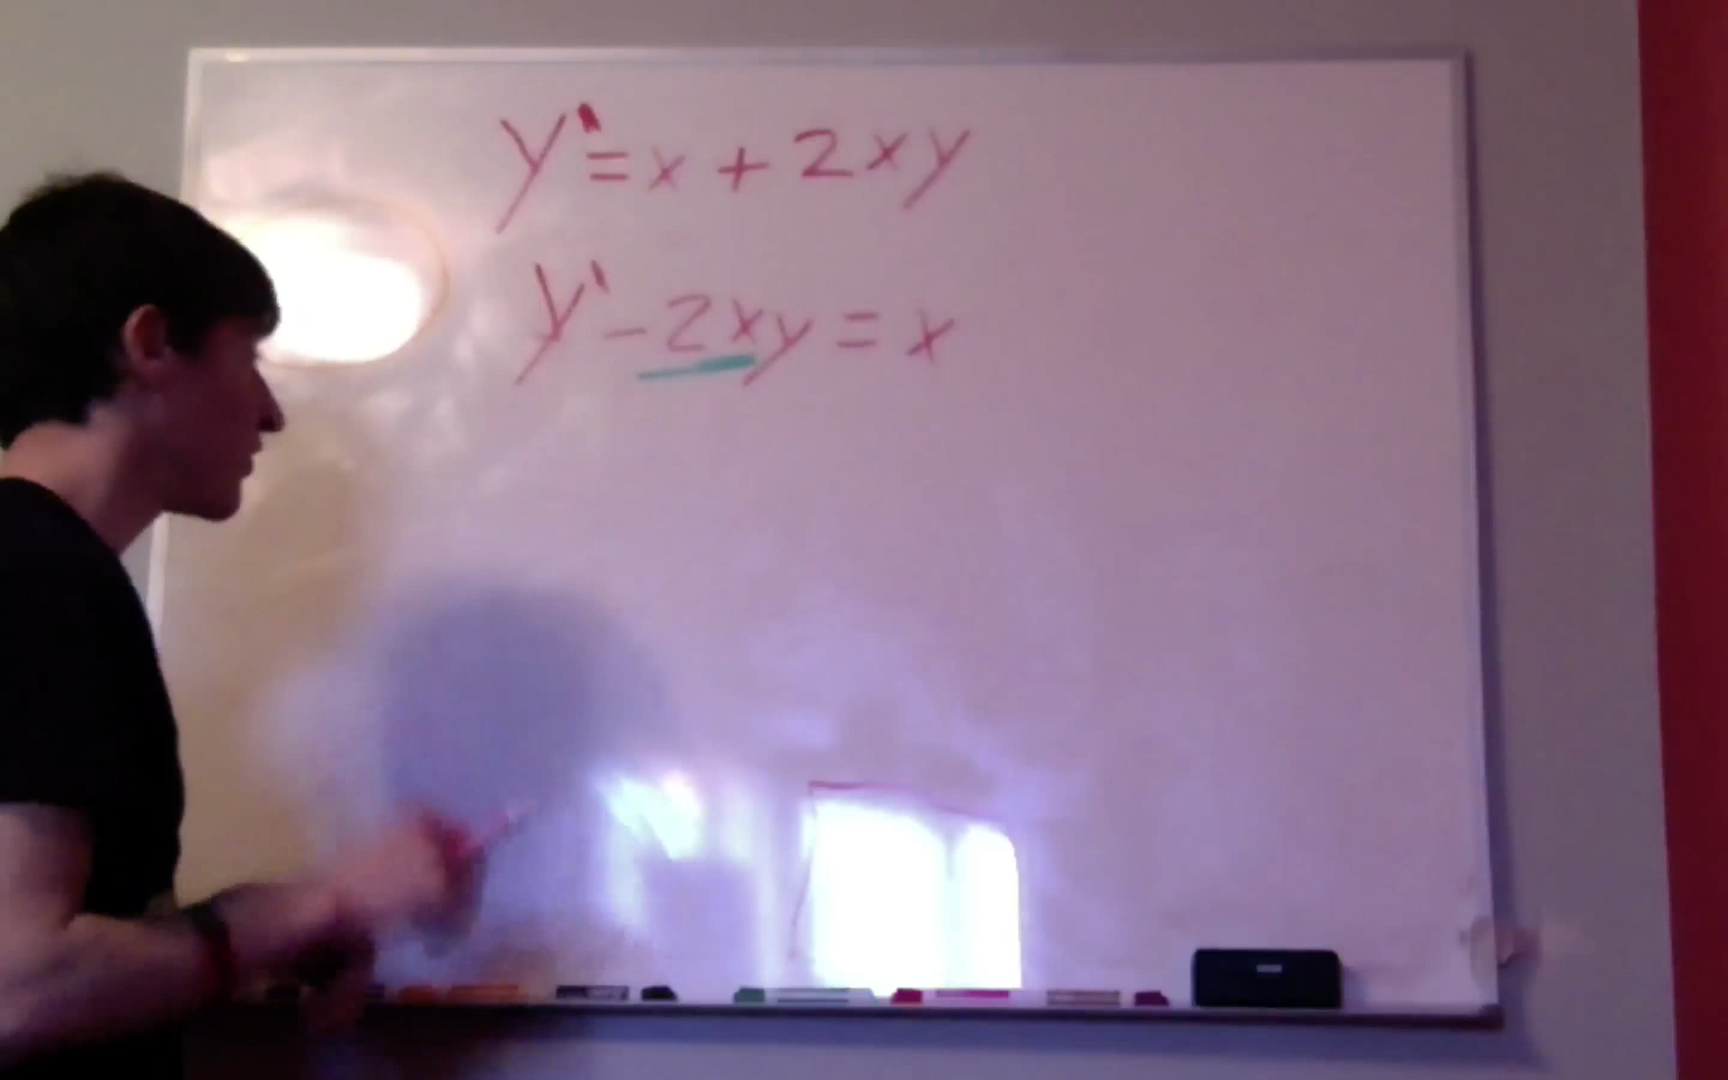 y' = x + 2xy
y' - 2xy = x